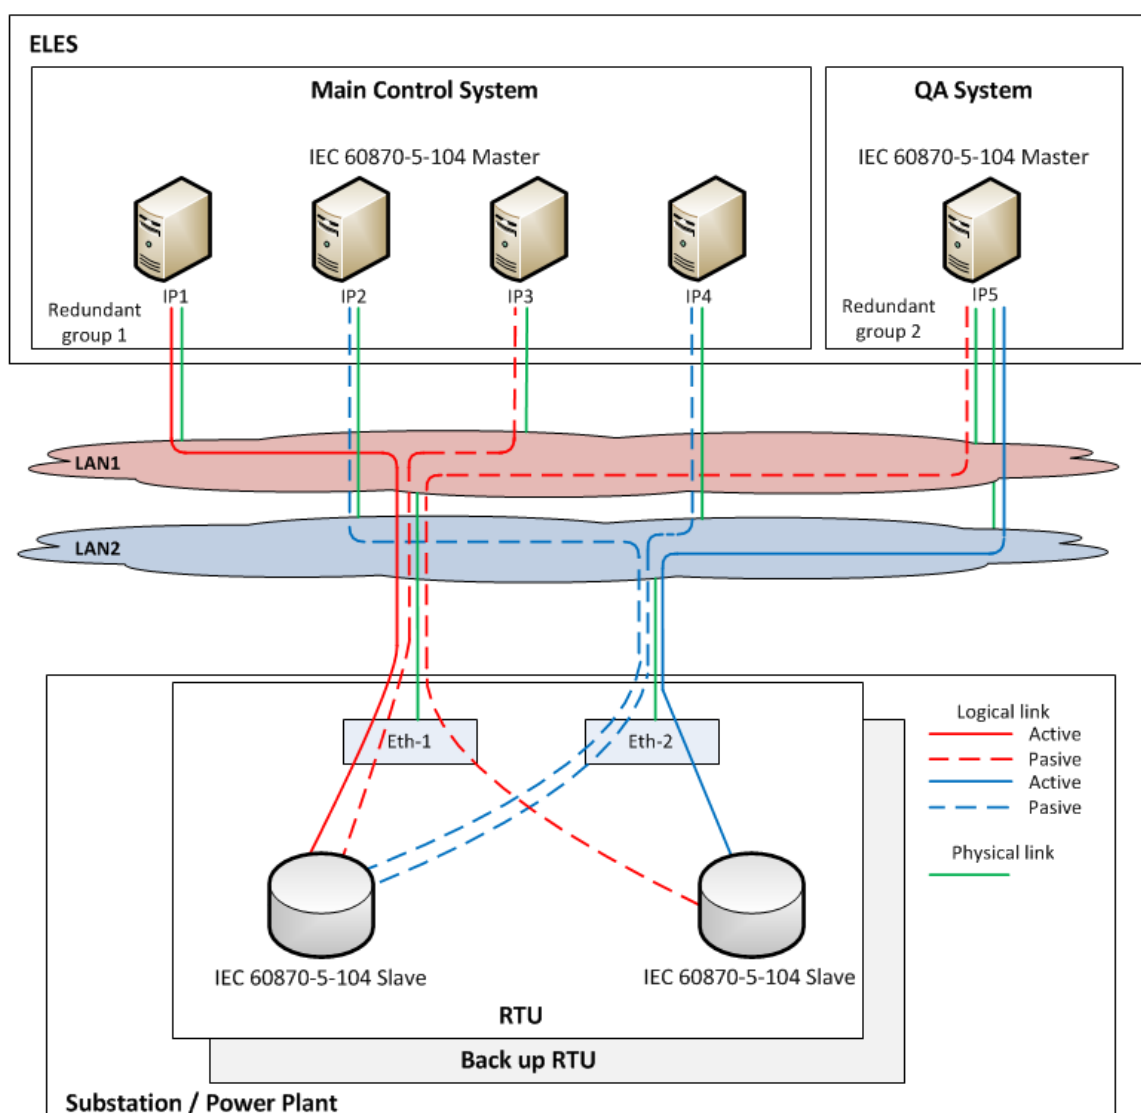 ELES
Main Control System
QA System
IEC 60870-5-104 Master
IEC 60870-5-104 Master
IP1
IP2
IP3
IP4
IP5
Redundant
group 1
Redundant
group 2
LAN1
LAN2
Logical link
Active
Pasive
Active
Pasive
Physical link
Eth-1
Eth-2
IEC 60870-5-104 Slave
IEC 60870-5-104 Slave
RTU
Back up RTU
Substation / Power Plant